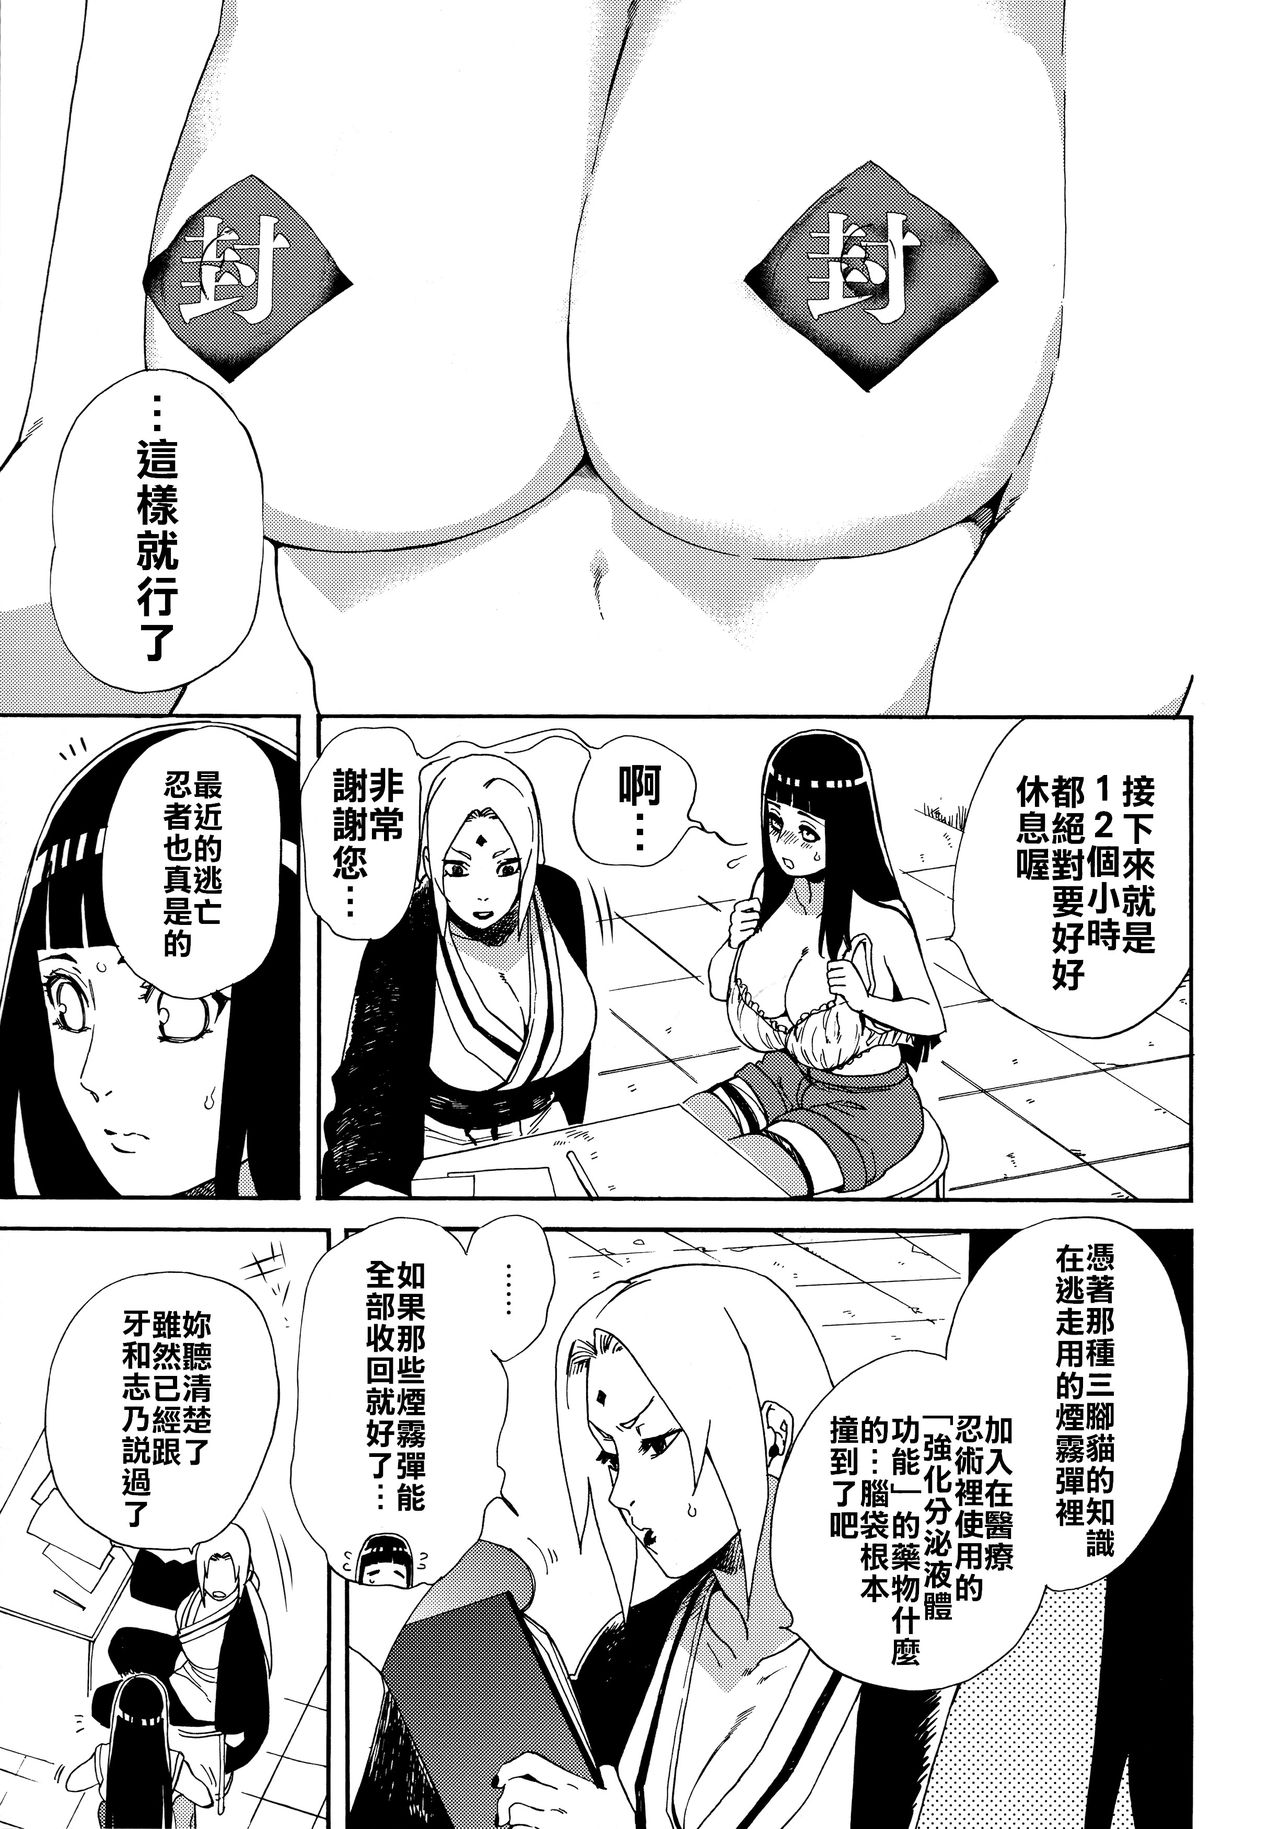 封
封
…這樣就行了
接下來就是
12個小時
都絕對要好好
休息喔
啊…
非常
謝謝您…
最近的逃亡
忍者也真是的
憑著那種三腳貓的知識
在逃走用的煙霧彈裡
加入在醫療
忍術裡使用的
「強化分泌液體
功能」的藥物什麼
的…腦袋根本
撞到了吧
……
如果那些煙霧彈能
全部收回就好了…
妳聽清楚了
雖然已經跟
牙和志乃説過了